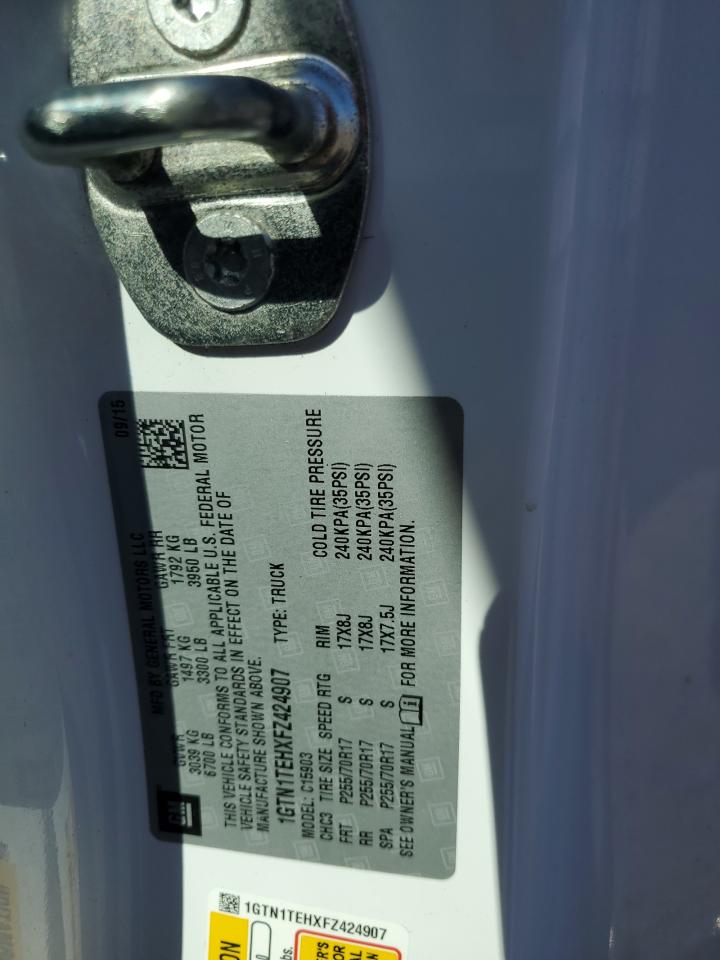 GM
MFD BY GENERAL MOTORS LLC 09/15
GVWR GAWR FRT GAWR RR
3039 KG 1497 KG 1792 KG
6700 LB 3300 LB 3950 LB
THIS VEHICLE CONFORMS TO ALL APPLICABLE U.S. FEDERAL MOTOR
VEHICLE SAFETY STANDARDS IN EFFECT ON THE DATE OF
MANUFACTURE SHOWN ABOVE.
1GTN1TEHXFZ424907 TYPE: TRUCK
MODEL: C15903
CHC3 TIRE SIZE SPEED RTG RIM COLD TIRE PRESSURE
FRT P255/70R17 S 17X8J 240KPA(35PSI)
RR P255/70R17 S 17X8J 240KPA(35PSI)
SPA P255/70R17 S 17X7.5J 240KPA(35PSI)
SEE OWNER'S MANUAL FOR MORE INFORMATION.
1GTN1TEHXFZ424907